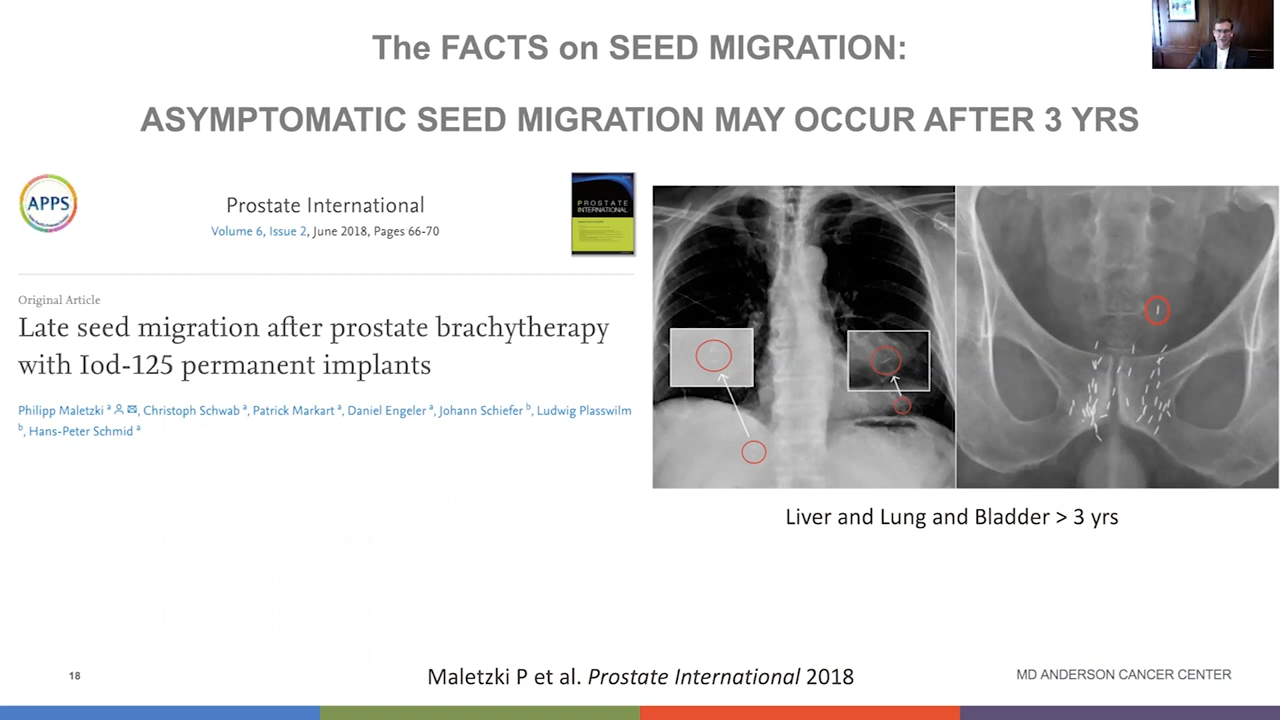 The FACTS on SEED MIGRATION:
ASYMPTOMATIC SEED MIGRATION MAY OCCUR AFTER 3 YRS
APPS
Prostate International
Volume 6, Issue 2, June 2018, Pages 66-70
PROSTATE
INTERNATIONAL
Original Article
Late seed migration after prostate brachytherapy
with Iod-125 permanent implants
Philipp Maletzki a, Christoph Schwab a, Patrick Markart a, Daniel Engeler a, Johann Schiefer b, Ludwig Plasswilm
b, Hans-Peter Schmid a
Liver and Lung and Bladder > 3 yrs
18
Maletzki P et al. Prostate International 2018
MD ANDERSON CANCER CENTER